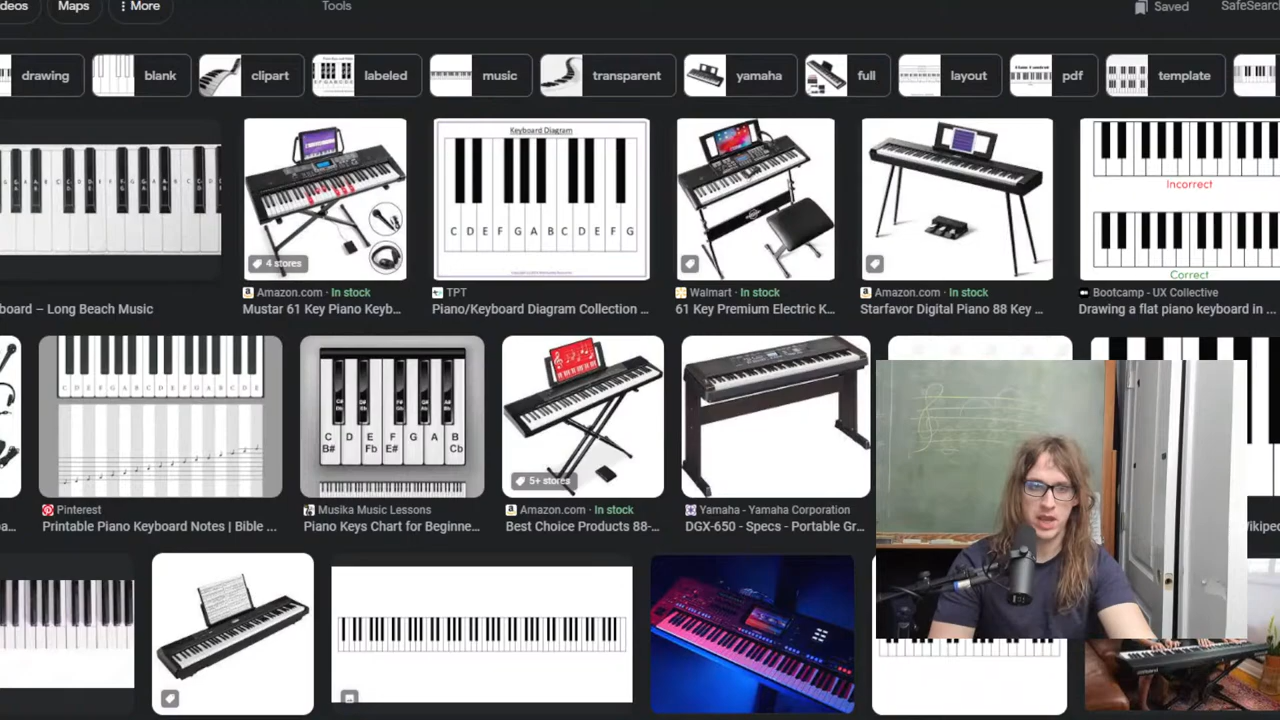 deos
Maps
More
Tools
Saved
SafeSearc
drawing
blank
clipart
labeled
music
transparent
yamaha
full
layout
pdf
template
Keyboard Diagram
C D E F G A B C D E F G
Incorrect
Correct
4 stores
Amazon.com · In stock
TPT
Walmart · In stock
Amazon.com · In stock
Bootcamp - UX Collective
board – Long Beach Music
Mustar 61 Key Piano Keyb...
Piano/Keyboard Diagram Collection ...
61 Key Premium Electric K...
Starfavor Digital Piano 88 Key ...
Drawing a flat piano keyboard in ...
C D E F G A B
B# Fb E# Cb
5+ stores
Pinterest
Musika Music Lessons
Amazon.com · In stock
Yamaha - Yamaha Corporation
a...
Printable Piano Keyboard Notes | Bible ...
Piano Keys Chart for Beginne...
Best Choice Products 88-...
DGX-650 - Specs - Portable Gr...
Wikiped